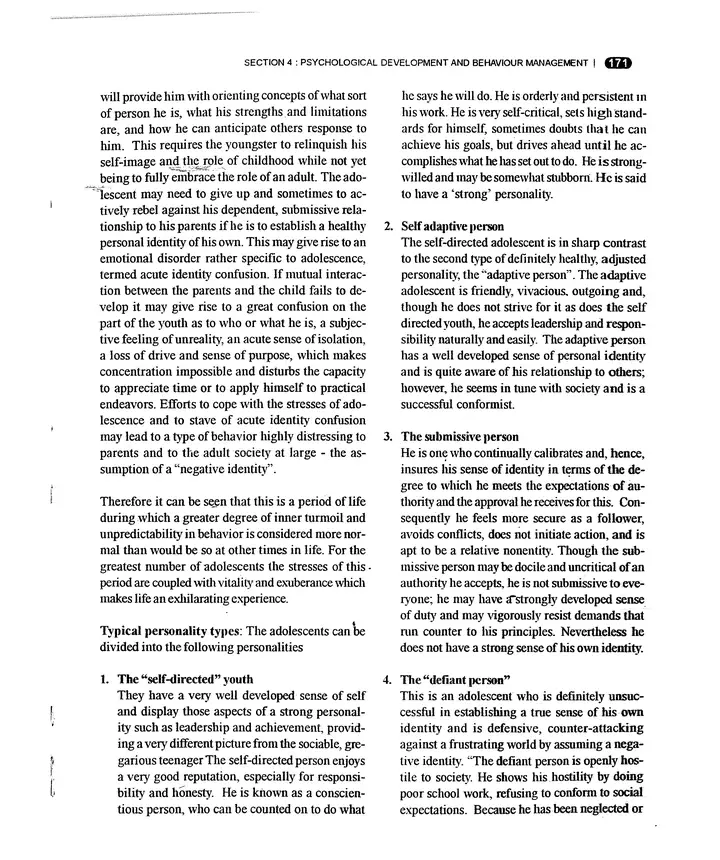 SECTION 4 : PSYCHOLOGICAL DEVELOPMENT AND BEHAVIOUR MANAGEMENT | 171
will provide him with orienting concepts of what sort
of person he is, what his strengths and limitations
are, and how he can anticipate others response to
him. This requires the youngster to relinquish his
self-image and the role of childhood while not yet
being to fully embrace the role of an adult. The ado-
lescent may need to give up and sometimes to ac-
tively rebel against his dependent, submissive rela-
tionship to his parents if he is to establish a healthy
personal identity of his own. This may give rise to an
emotional disorder rather specific to adolescence,
termed acute identity confusion. If mutual interac-
tion between the parents and the child fails to de-
velop it may give rise to a great confusion on the
part of the youth as to who or what he is, a subjec-
tive feeling of unreality, an acute sense of isolation,
a loss of drive and sense of purpose, which makes
concentration impossible and disturbs the capacity
to appreciate time or to apply himself to practical
endeavors. Efforts to cope with the stresses of ado-
lescence and to stave of acute identity confusion
may lead to a type of behavior highly distressing to
parents and to the adult society at large - the as-
sumption of a “negative identity”.
Therefore it can be seen that this is a period of life
during which a greater degree of inner turmoil and
unpredictability in behavior is considered more nor-
mal than would be so at other times in life. For the
greatest number of adolescents the stresses of this
period are coupled with vitality and exuberance which
makes life an exhilarating experience.
Typical personality types: The adolescents can be
divided into the following personalities
1. The “self-directed” youth
They have a very well developed sense of self
and display those aspects of a strong personal-
ity such as leadership and achievement, provid-
ing a very different picture from the sociable, gre-
garious teenager The self-directed person enjoys
a very good reputation, especially for responsi-
bility and honesty. He is known as a conscien-
tious person, who can be counted on to do what
he says he will do. He is orderly and persistent in
his work. He is very self-critical, sets high stand-
ards for himself, sometimes doubts that he can
achieve his goals, but drives ahead until he ac-
complishes what he has set out to do. He is strong-
willed and may be somewhat stubborn. He is said
to have a ‘strong’ personality.
2. Self adaptive person
The self-directed adolescent is in sharp contrast
to the second type of definitely healthy, adjusted
personality, the “adaptive person”. The adaptive
adolescent is friendly, vivacious, outgoing and,
though he does not strive for it as does the self
directed youth, he accepts leadership and respon-
sibility naturally and easily. The adaptive person
has a well developed sense of personal identity
and is quite aware of his relationship to others;
however, he seems in tune with society and is a
successful conformist.
3. The submissive person
He is one who continually calibrates and, hence,
insures his sense of identity in terms of the de-
gree to which he meets the expectations of au-
thority and the approval he receives for this. Con-
sequently he feels more secure as a follower,
avoids conflicts, does not initiate action, and is
apt to be a relative nonentity. Though the sub-
missive person may be docile and uncritical of an
authority he accepts, he is not submissive to eve-
ryone; he may have a strongly developed sense
of duty and may vigorously resist demands that
run counter to his principles. Nevertheless he
does not have a strong sense of his own identity.
4. The “defiant person”
This is an adolescent who is definitely unsuc-
cessful in establishing a true sense of his own
identity and is defensive, counter-attacking
against a frustrating world by assuming a nega-
tive identity. “The defiant person is openly hos-
tile to society. He shows his hostility by doing
poor school work, refusing to conform to social
expectations. Because he has been neglected or